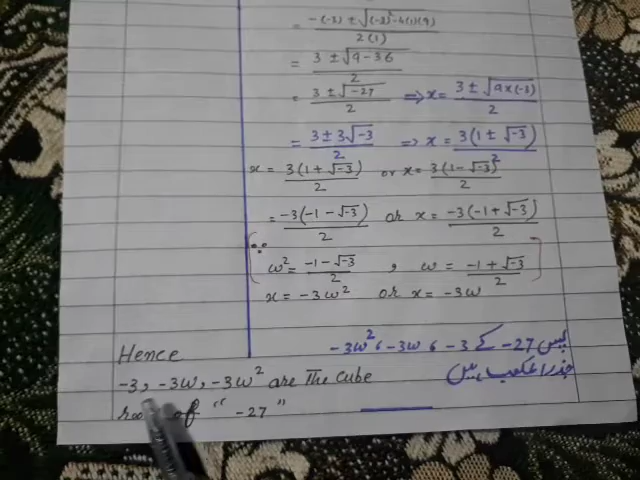 = -(-3) ± √(-3)² - 4(1)(9) / 2(1)
= 3 ± √9 - 36 / 2
= 3 ± √-27 / 2 ⟹ x = 3 ± √9x(-3) / 2
= 3 ± 3√-3 / 2 ⟹ x = 3(1 ± √-3) / 2
x = 3(1 + √-3) / 2 or x = 3(1 - √-3) / 2
= -3(-1 - √-3) / 2 or x = -3(-1 + √-3) / 2
∵
ω² = -1 - √-3 / 2 , ω = -1 + √-3 / 2
x = -3ω² or x = -3ω
پس 27- کے 3- ، -3ω ، -3ω²
جذرالمکعب ہیں
Hence
-3, -3ω, -3ω² are The cube
of " -27 "